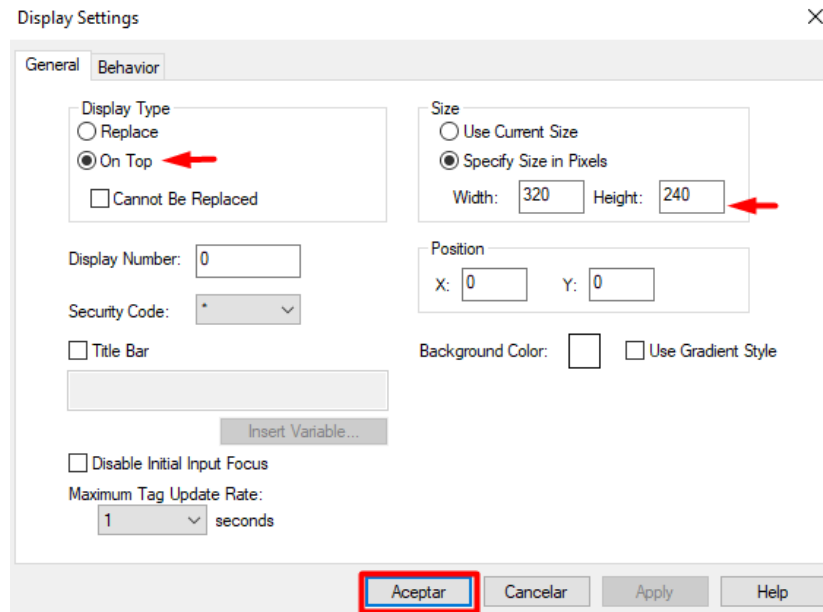 Display Settings
General Behavior
Display Type
Replace
On Top
Cannot Be Replaced
Size
Use Current Size
Specify Size in Pixels
Width: 320 Height: 240
Display Number: 0
Position
X: 0 Y: 0
Security Code: *
Title Bar
Background Color: Use Gradient Style
Insert Variable...
Disable Initial Input Focus
Maximum Tag Update Rate:
1 seconds
Aceptar Cancelar Apply Help